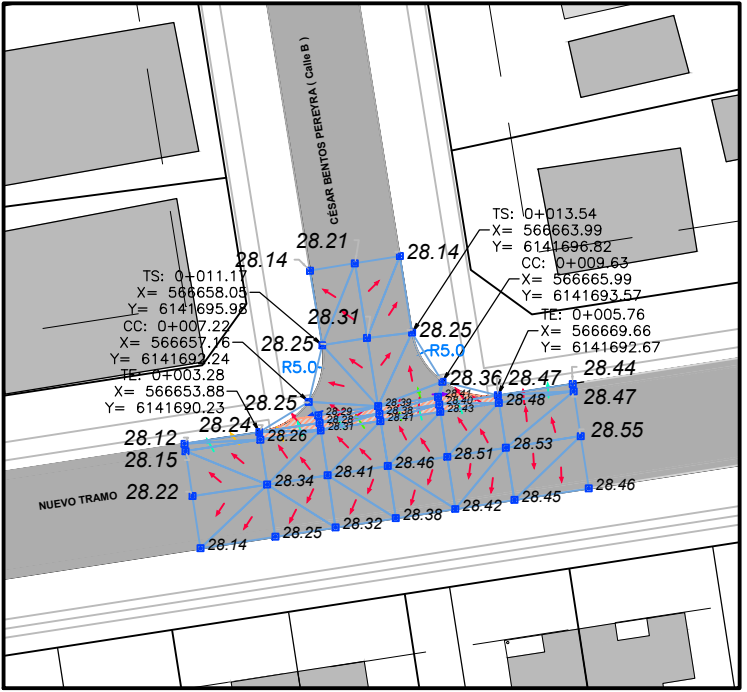 CÉSAR BENTOS PEREYRA ( Calle B )
TS: 0+013.54
X= 566663.99
Y= 6141696.82
CC: 0+009.63
X= 566665.99
Y= 6141693.57
TE: 0+005.76
X= 566669.66
Y= 6141692.67
28.21
28.14
28.14
TS: 0+011.17
X= 566658.05
Y= 6141695.98
CC: 0+007.22
X= 566657.16
Y= 6141692.24
TE: 0+003.28
X= 566653.88
Y= 6141690.23
28.31
28.25
28.25
R5.0
R5.0
28.36
28.47
28.44
28.47
28.48
28.25
28.41
28.40
28.43
28.39
28.38
28.41
28.29
28.28
28.31
28.24
28.26
28.12
28.15
28.55
28.53
28.51
28.46
28.41
28.34
28.22
NUEVO TRAMO
28.46
28.45
28.42
28.38
28.32
28.25
28.14